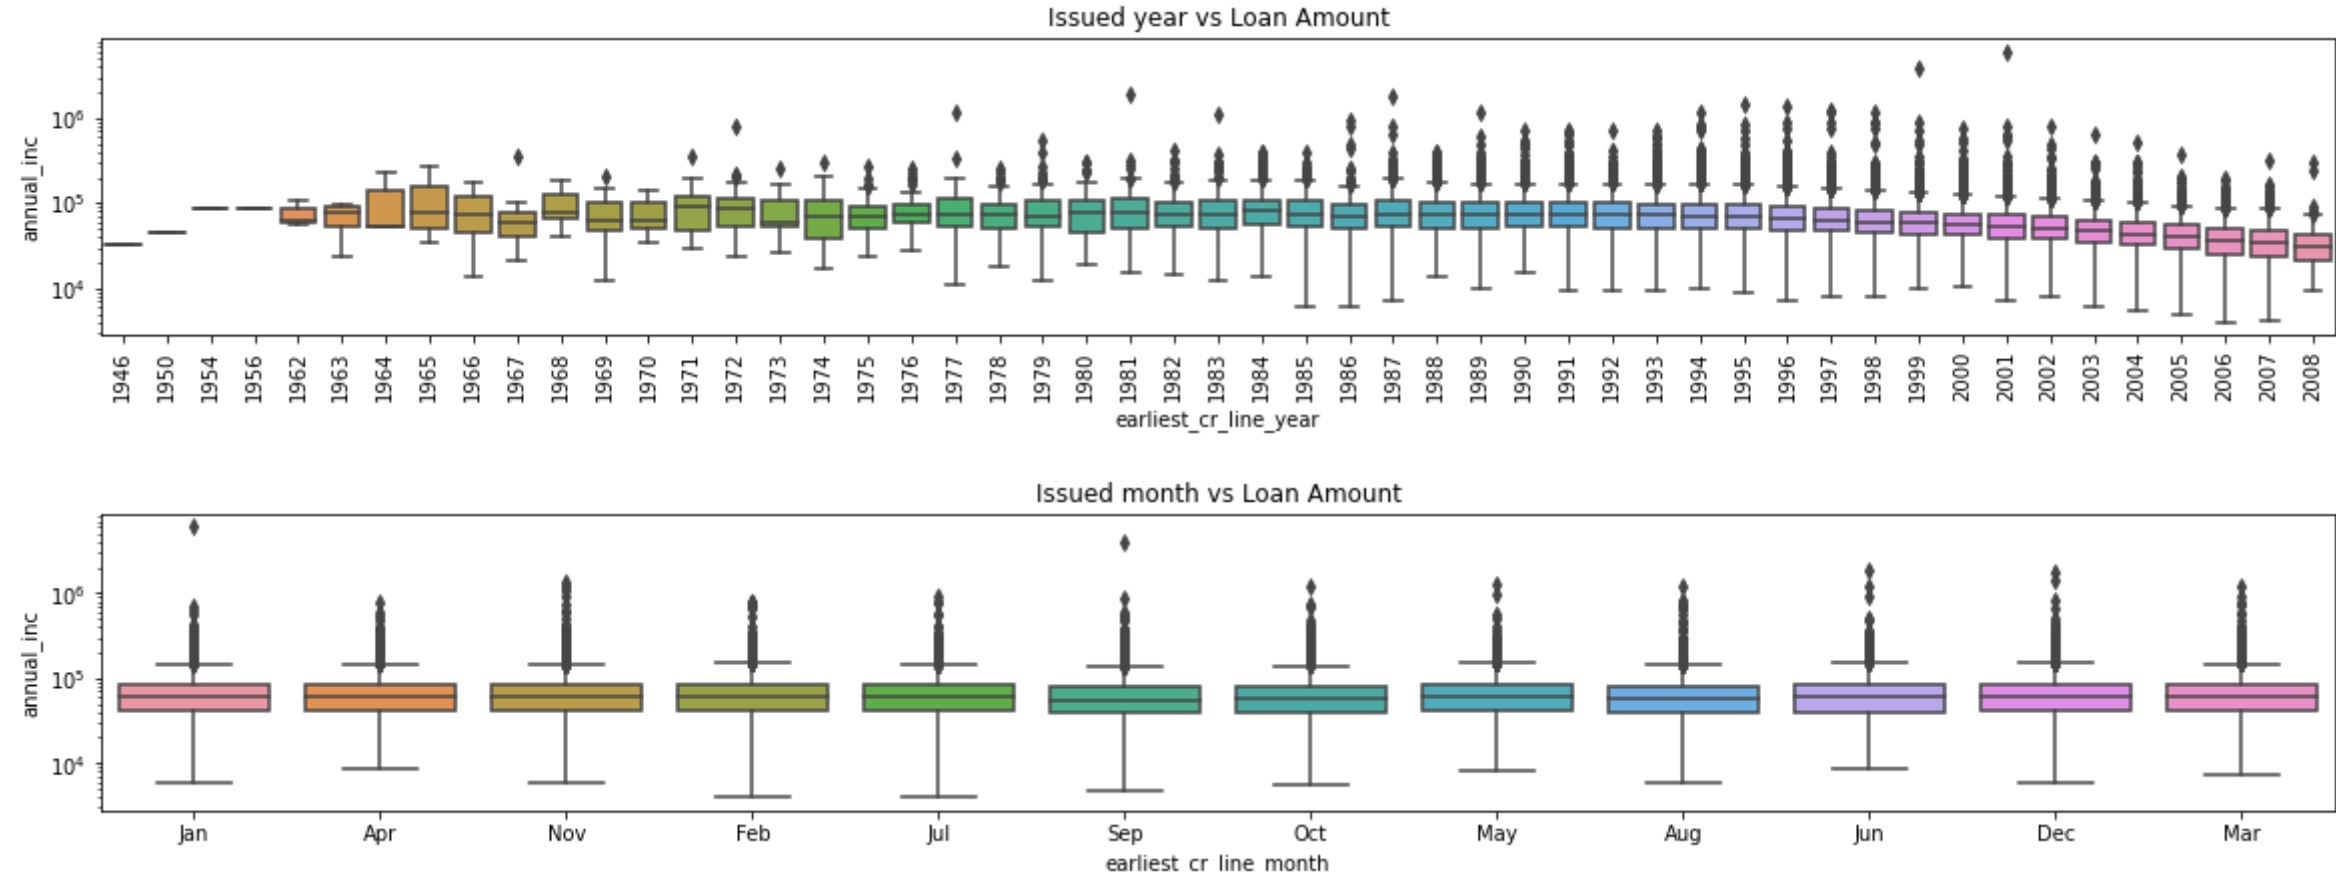 Issued year vs Loan Amount
annual_inc
10⁶
10⁵
10⁴
1946 1950 1954 1956 1962 1963 1964 1965 1966 1967 1968 1969 1970 1971 1972 1973 1974 1975 1976 1977 1978 1979 1980 1981 1982 1983 1984 1985 1986 1987 1988 1989 1990 1991 1992 1993 1994 1995 1996 1997 1998 1999 2000 2001 2002 2003 2004 2005 2006 2007 2008
earliest_cr_line_year
Issued month vs Loan Amount
annual_inc
10⁶
10⁵
10⁴
Jan Apr Nov Feb Jul Sep Oct May Aug Jun Dec Mar
earliest_cr_line_month